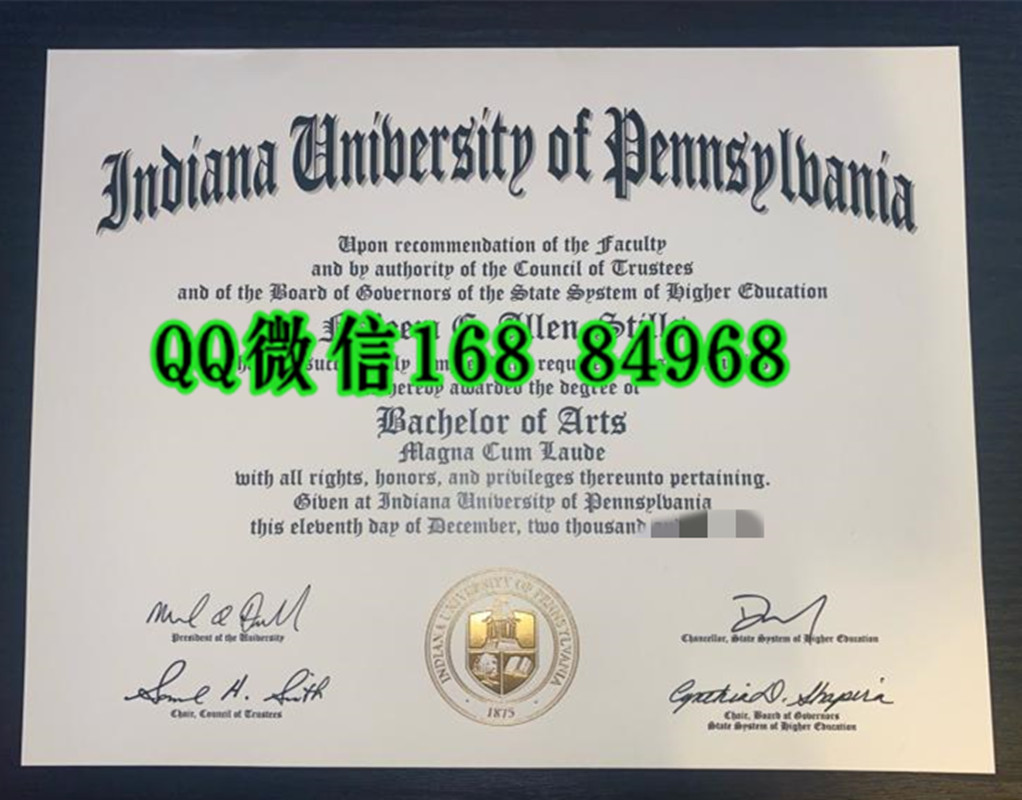 Indiana University of Pennsylvania
Upon recommendation of the Faculty
and by authority of the Council of Trustees
and of the Board of Governors of the State System of Higher Education
Allen
QQ微信168 84968
awarded the degree of
Bachelor of Arts
Magna Cum Laude
with all rights, honors, and privileges thereunto pertaining.
Given at Indiana University of Pennsylvania
this eleventh day of December, two thousand
President of the University
Chancellor, State System of Higher Education
Chair, Council of Trustees
Cynthia D. Shapira
Chair, Board of Governors
State System of Higher Education
INDIANA UNIVERSITY OF PENNSYLVANIA
1875